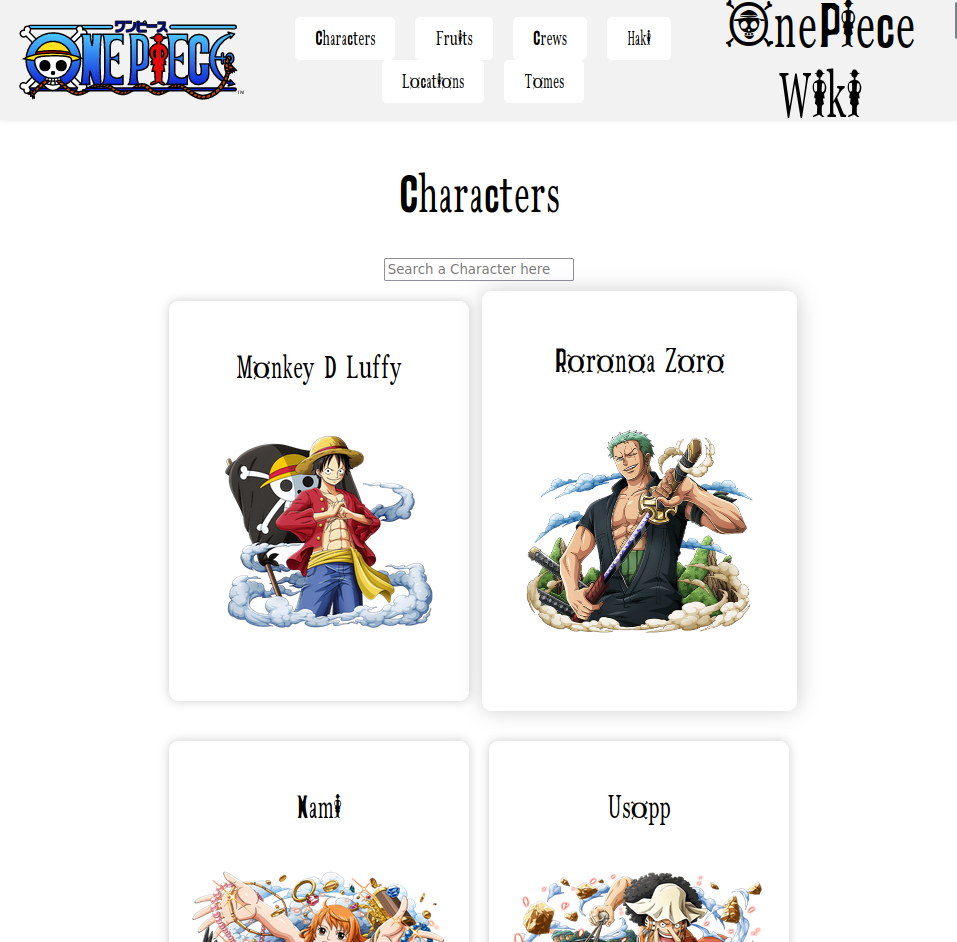 ワンピース
ONE PIECE
TM
Characters
Fruits
Crews
Haki
Locations
Tomes
OnePiece
Wiki
Characters
Search a Character here
Monkey D Luffy
Roronoa Zoro
Nami
Usopp